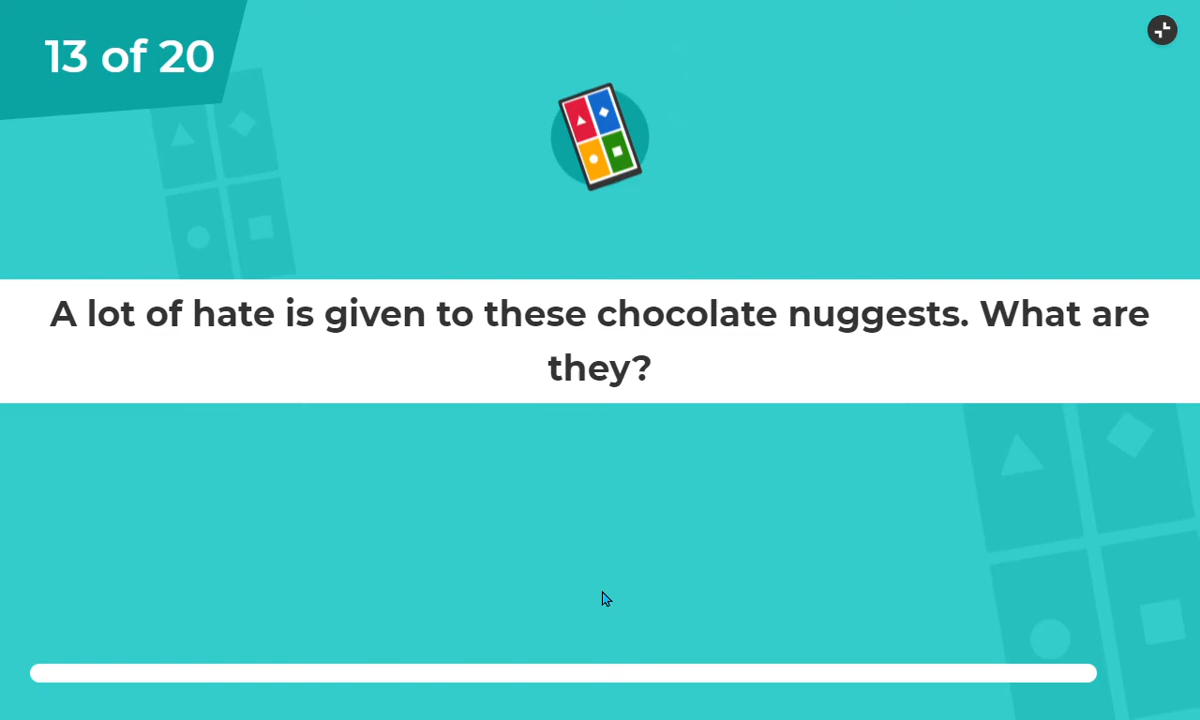 13 of 20
A lot of hate is given to these chocolate nuggests. What are
they?